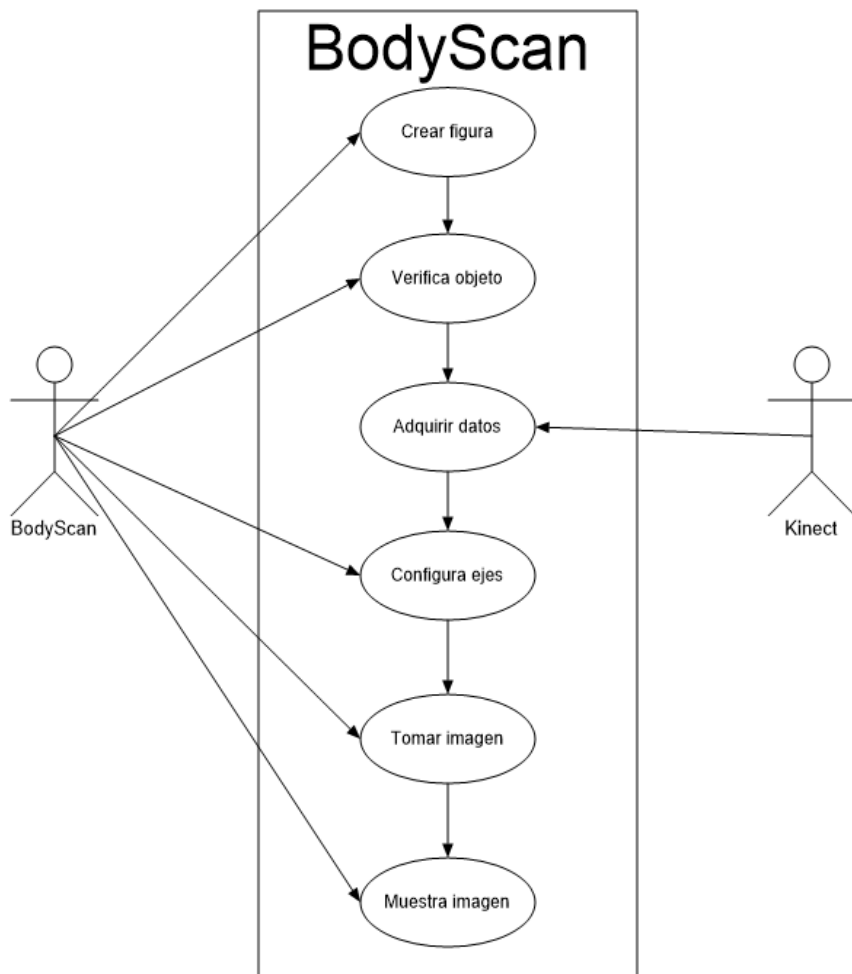 BodyScan
Crear figura
Verifica objeto
Adquirir datos
Configura ejes
Tomar imagen
Muestra imagen
BodyScan
Kinect